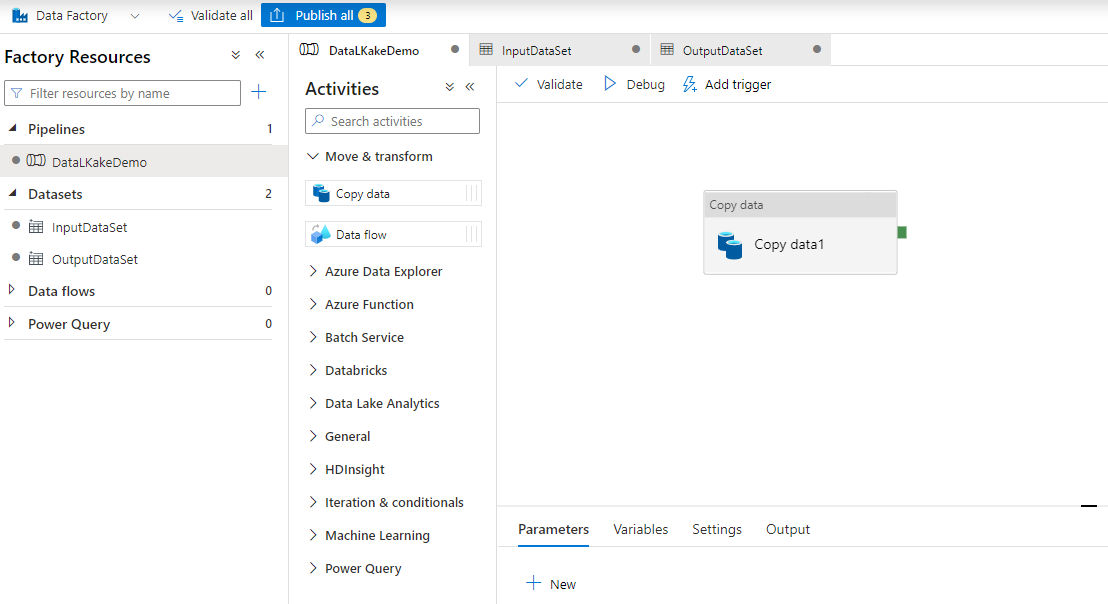 Data Factory
Validate all
Publish all 3
Factory Resources
Filter resources by name
Pipelines 1
DataLKakeDemo
Datasets 2
InputDataSet
OutputDataSet
Data flows 0
Power Query 0
DataLKakeDemo
InputDataSet
OutputDataSet
Activities
Search activities
Move & transform
Copy data
Data flow
Azure Data Explorer
Azure Function
Batch Service
Databricks
Data Lake Analytics
General
HDInsight
Iteration & conditionals
Machine Learning
Power Query
Validate Debug Add trigger
Copy data
Copy data1
Parameters Variables Settings Output
New